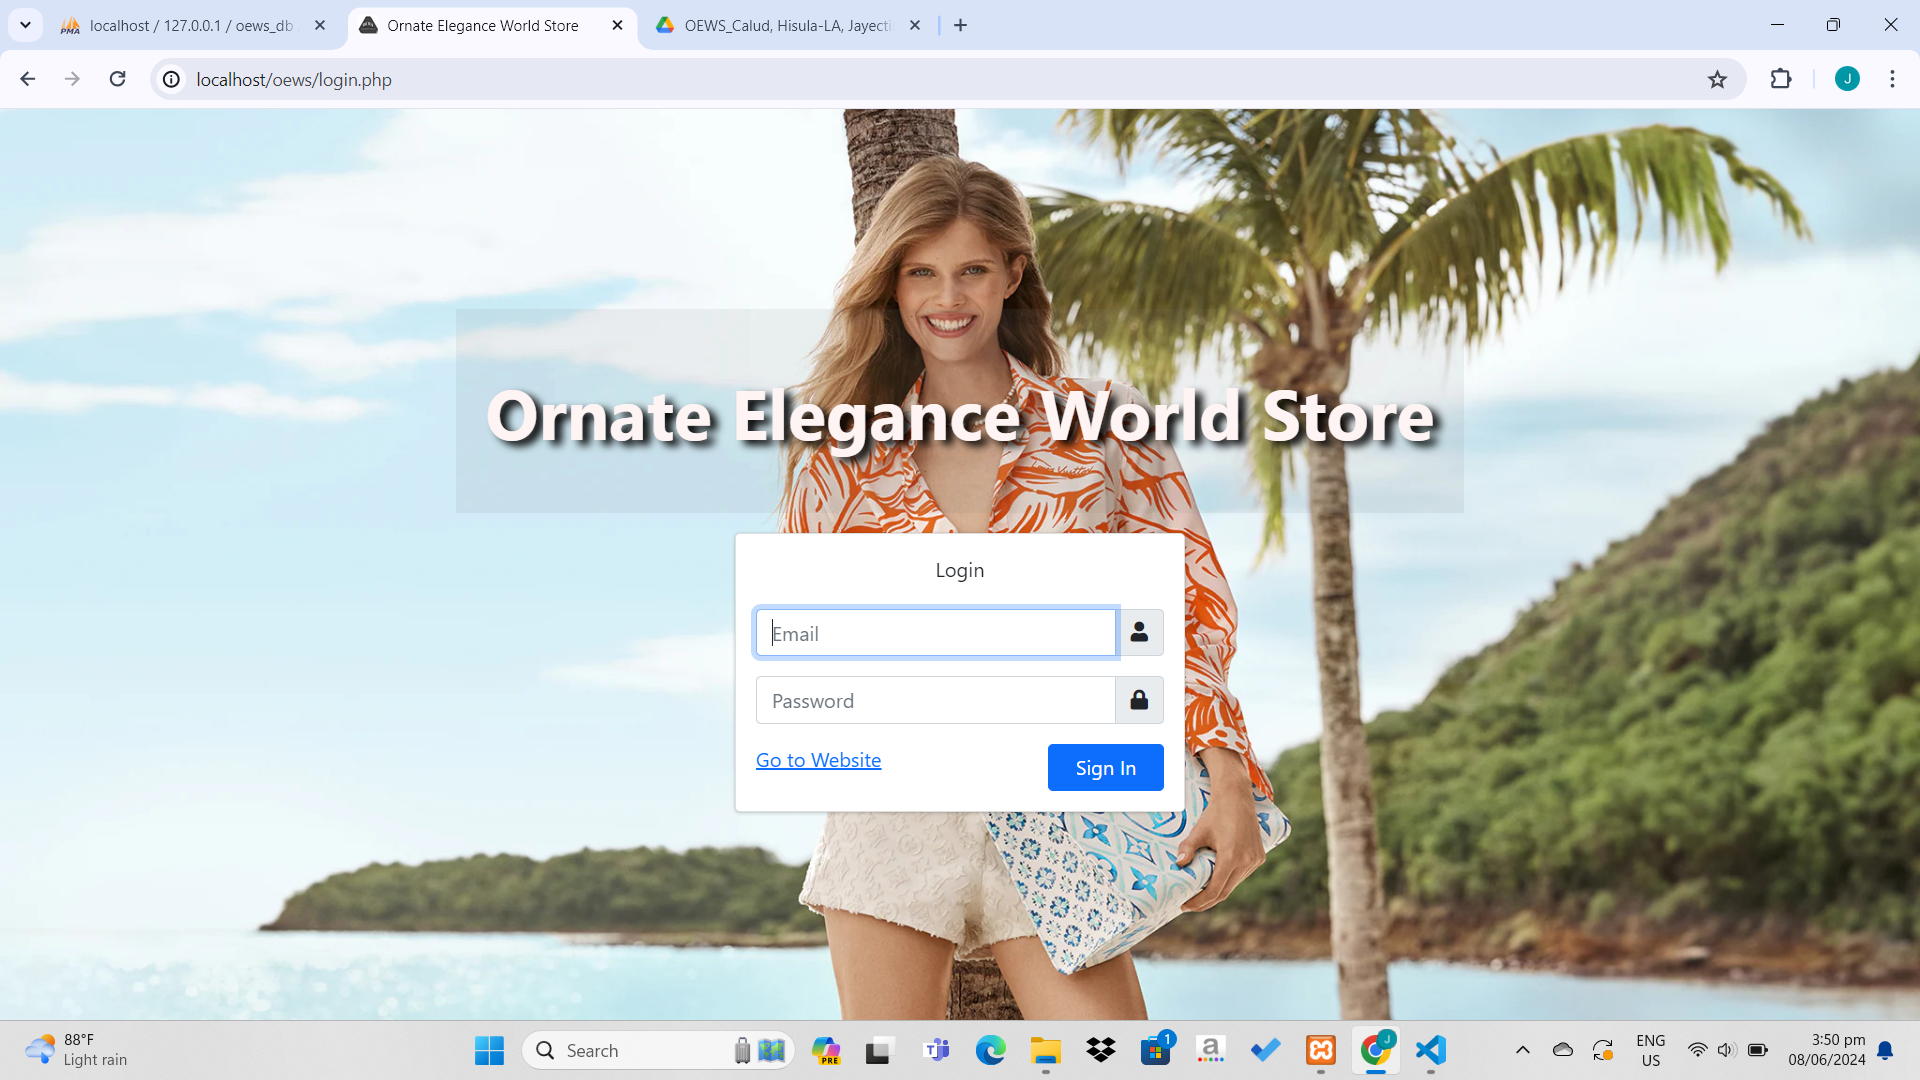 localhost / 127.0.0.1 / oews_db
Ornate Elegance World Store
OEWS_Calud, Hisula-LA, Jayecti
localhost/oews/login.php
J
Ornate Elegance World Store
Login
Email
Password
Go to Website
Sign In
88°F
Light rain
Search
PRE
1
J
ENG
US
3:50 pm
08/06/2024